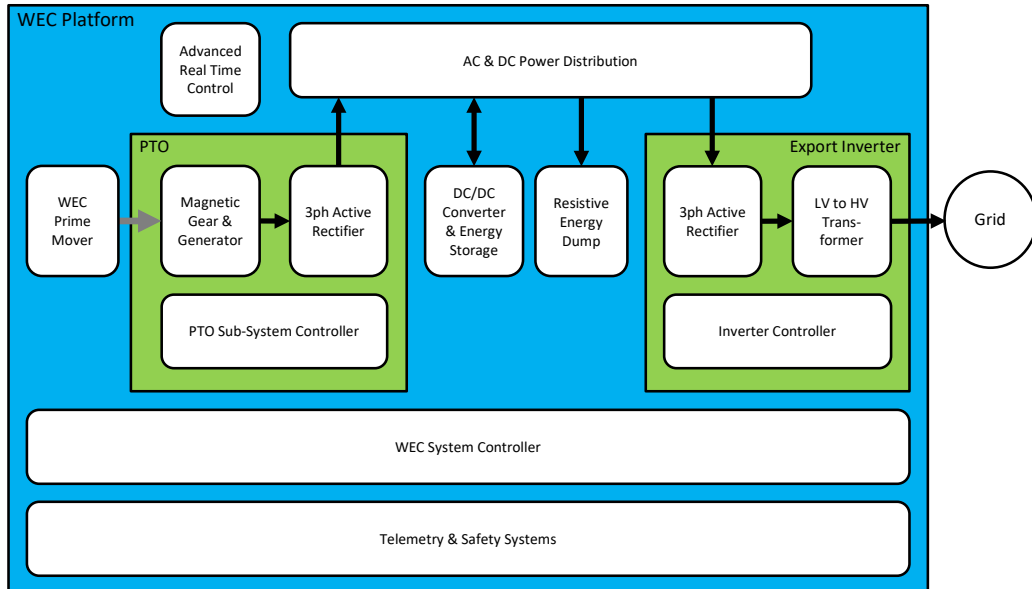 WEC Platform
Advanced
Real Time
Control
AC & DC Power Distribution
PTO
Export Inverter
WEC
Prime
Mover
Magnetic
Gear &
Generator
3ph Active
Rectifier
DC/DC
Converter
& Energy
Storage
Resistive
Energy
Dump
3ph Active
Rectifier
LV to HV
Trans-
former
Grid
PTO Sub-System Controller
Inverter Controller
WEC System Controller
Telemetry & Safety Systems